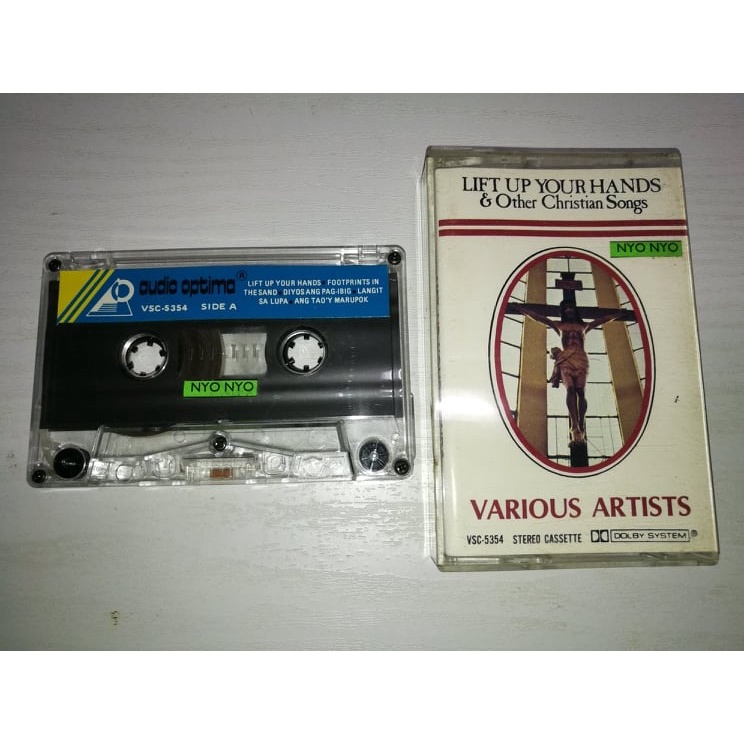 audio optima®
VSC-5354 SIDE A
LIFT UP YOUR HANDS · FOOTPRINTS IN
THE SAND · DIYOS ANG PAG-IBIG · LANGIT
SA LUPA · ANG TAO'Y MARUPOK
NYO NYO
LIFT UP YOUR HANDS
& Other Christian Songs
NYO NYO
VARIOUS ARTISTS
VSC-5354 STEREO CASSETTE DOLBY SYSTEM®